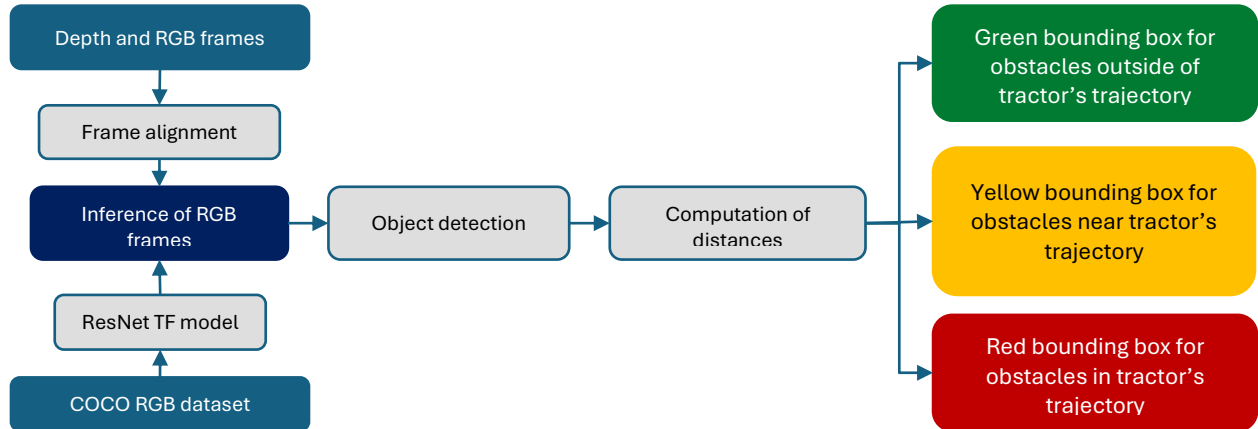 Depth and RGB frames
Frame alignment
Inference of RGB
frames
ResNet TF model
COCO RGB dataset
Object detection
Computation of
distances
Green bounding box for
obstacles outside of
tractor’s trajectory
Yellow bounding box for
obstacles near tractor’s
trajectory
Red bounding box for
obstacles in tractor’s
trajectory